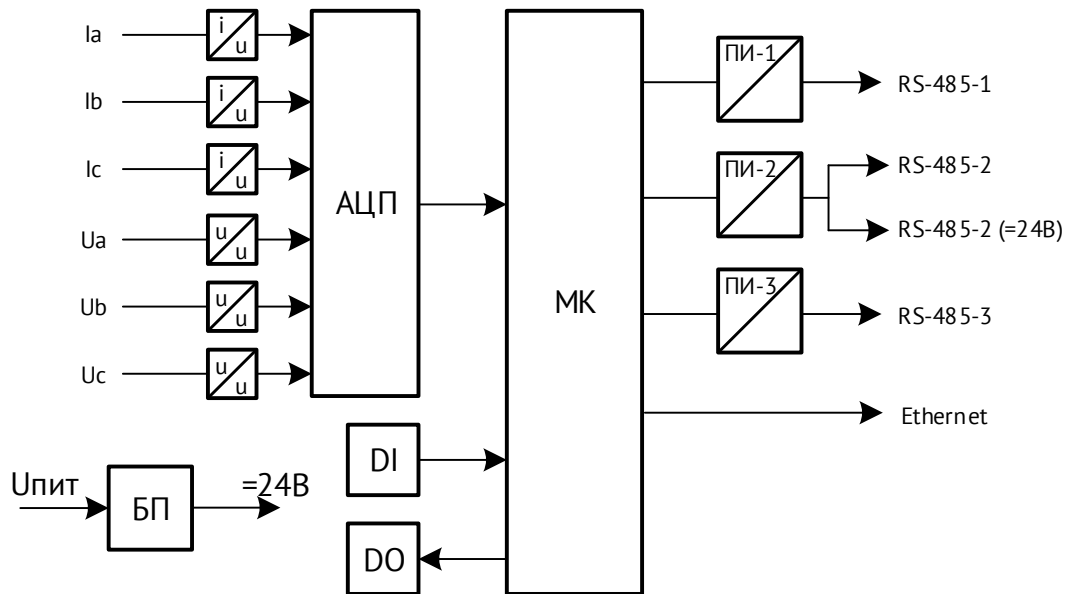 Ia
i
u
Ib
i
u
Ic
i
u
Ua
u
u
Ub
u
u
Uc
u
u
АЦП
МК
ПИ-1
RS-485-1
ПИ-2
RS-485-2
RS-485-2 (=24В)
ПИ-3
RS-485-3
Ethernet
DI
DO
Uпит
БП
=24В